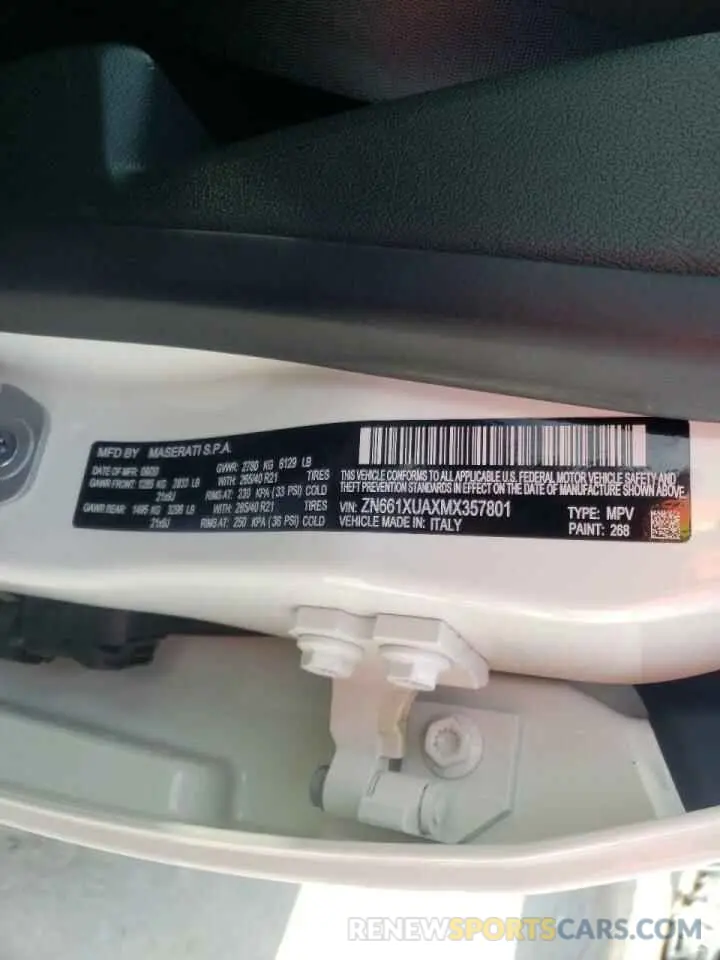 MFD BY MASERATI S.P.A.
DATE OF MFR: 09/20 GVWR: 2780 KG 6129 LB
GAWR FRONT: 1285 KG 2833 LB WITH: 265/40 R21 TIRES
21x9J RIMS AT: 230 KPA (33 PSI) COLD
GAWR REAR: 1495 KG 3296 LB WITH: 265/40 R21 TIRES
21x9J RIMS AT: 250 KPA (36 PSI) COLD
THIS VEHICLE CONFORMS TO ALL APPLICABLE U.S. FEDERAL MOTOR VEHICLE SAFETY AND
STANDARDS IN EFFECT ON THE DATE OF MANUFACTURE SHOWN ABOVE.
VIN: ZN661XUAXMX357801 TYPE: MPV
VEHICLE MADE IN: ITALY PAINT: 268
RENEWSPORTSCARS.COM